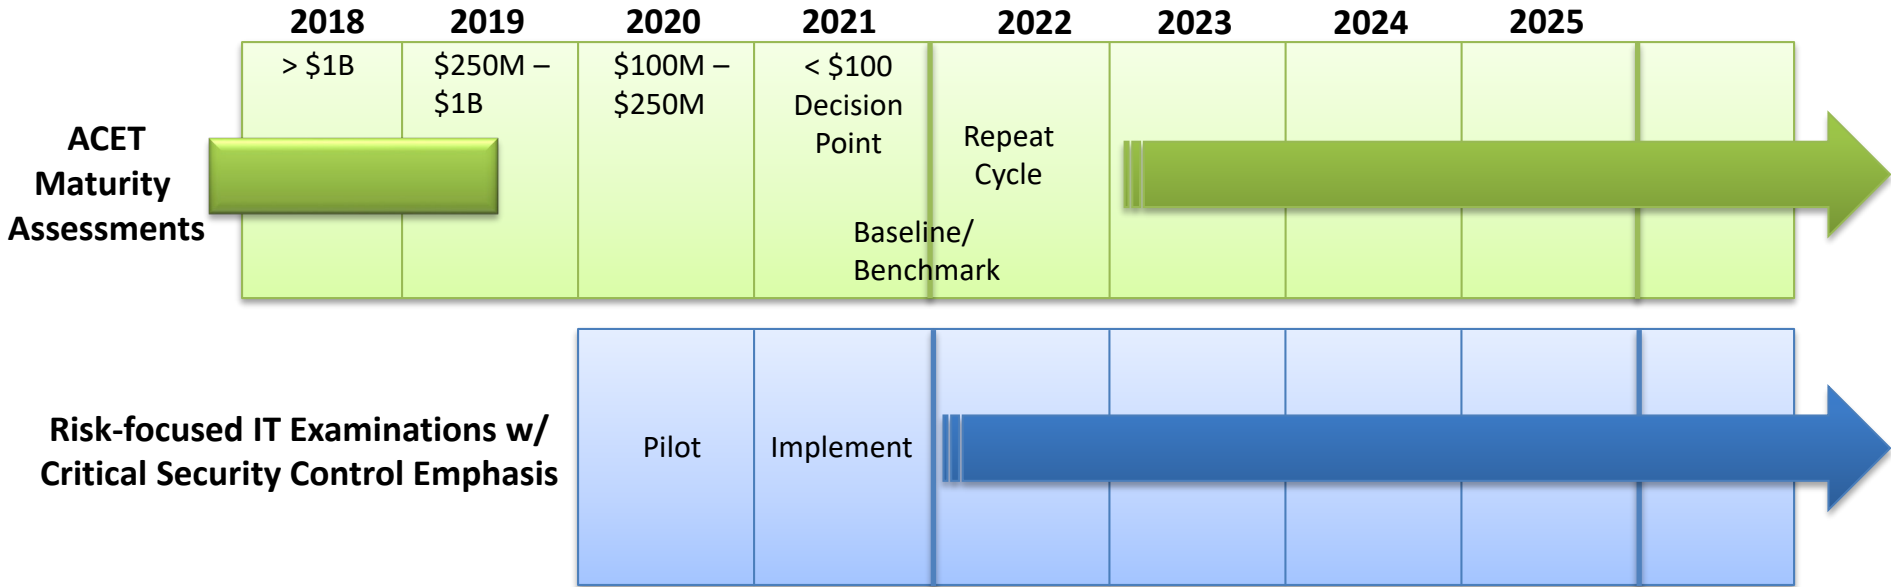 2018 2019 2020 2021 2022 2023 2024 2025
ACET
Maturity
Assessments
> $1B
$250M –
$1B
$100M –
$250M
< $100
Decision
Point
Repeat
Cycle
Baseline/
Benchmark
Risk-focused IT Examinations w/
Critical Security Control Emphasis
Pilot
Implement